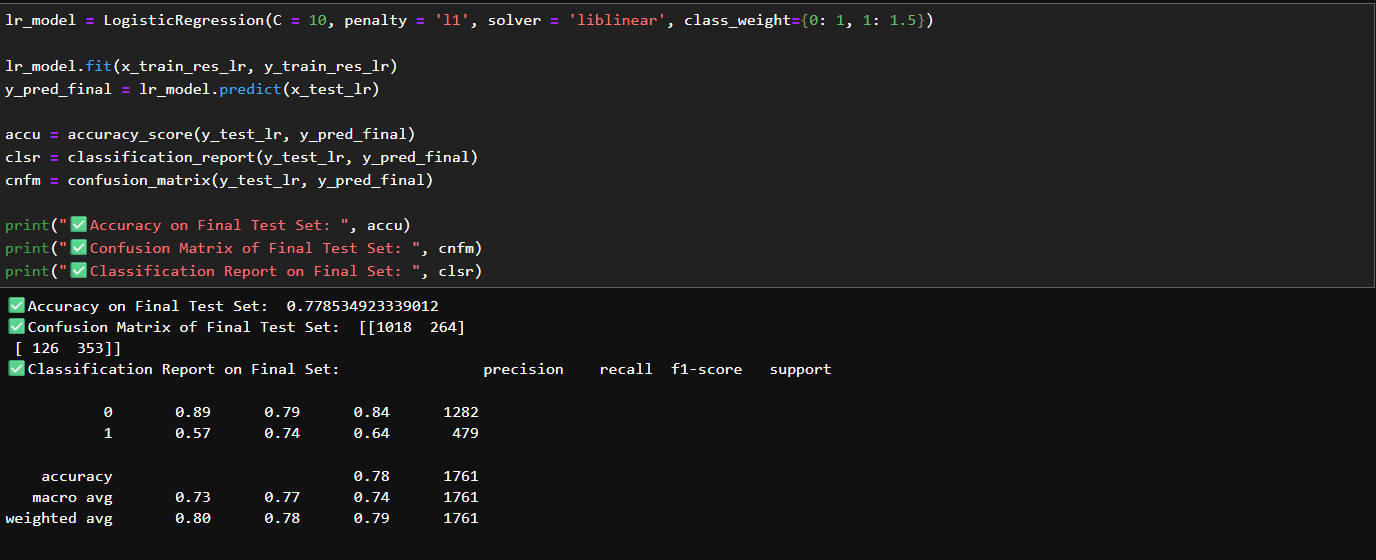 lr_model = LogisticRegression(C = 10, penalty = 'l1', solver = 'liblinear', class_weight={0: 1, 1: 1.5})
lr_model.fit(x_train_res_lr, y_train_res_lr)
y_pred_final = lr_model.predict(x_test_lr)
accu = accuracy_score(y_test_lr, y_pred_final)
clsr = classification_report(y_test_lr, y_pred_final)
cnfm = confusion_matrix(y_test_lr, y_pred_final)
print("✅Accuracy on Final Test Set: ", accu)
print("✅Confusion Matrix of Final Test Set: ", cnfm)
print("✅Classification Report on Final Set: ", clsr)
✅Accuracy on Final Test Set:  0.778534923339012
✅Confusion Matrix of Final Test Set:  [[1018  264]
 [ 126  353]]
✅Classification Report on Final Set:                precision    recall  f1-score   support
           0       0.89      0.79      0.84      1282
           1       0.57      0.74      0.64       479
    accuracy                           0.78      1761
   macro avg       0.73      0.77      0.74      1761
weighted avg       0.80      0.78      0.79      1761